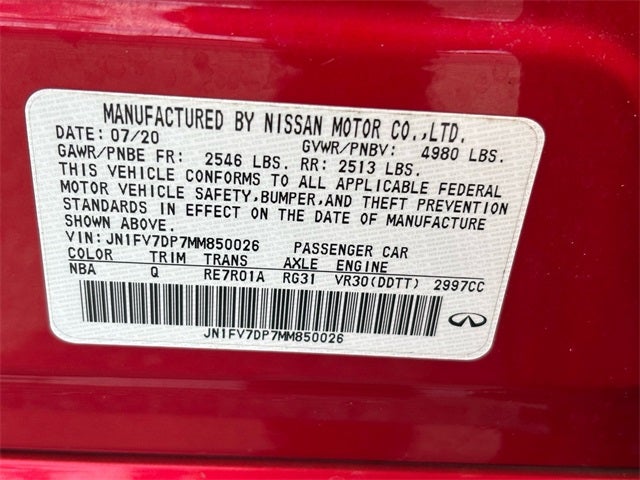 MANUFACTURED BY NISSAN MOTOR CO.,LTD.
DATE: 07/20 GVWR/PNBV: 4980 LBS.
GAWR/PNBE FR: 2546 LBS. RR: 2513 LBS.
THIS VEHICLE CONFORMS TO ALL APPLICABLE FEDERAL
MOTOR VEHICLE SAFETY,BUMPER,AND THEFT PREVENTION
STANDARDS IN EFFECT ON THE DATE OF MANUFACTURE
SHOWN ABOVE.
VIN:JN1FV7DP7MM850026 PASSENGER CAR
COLOR TRIM TRANS AXLE ENGINE
NBA Q RE7R01A RG31 VR30(DDTT) 2997CC
JN1FV7DP7MM850026